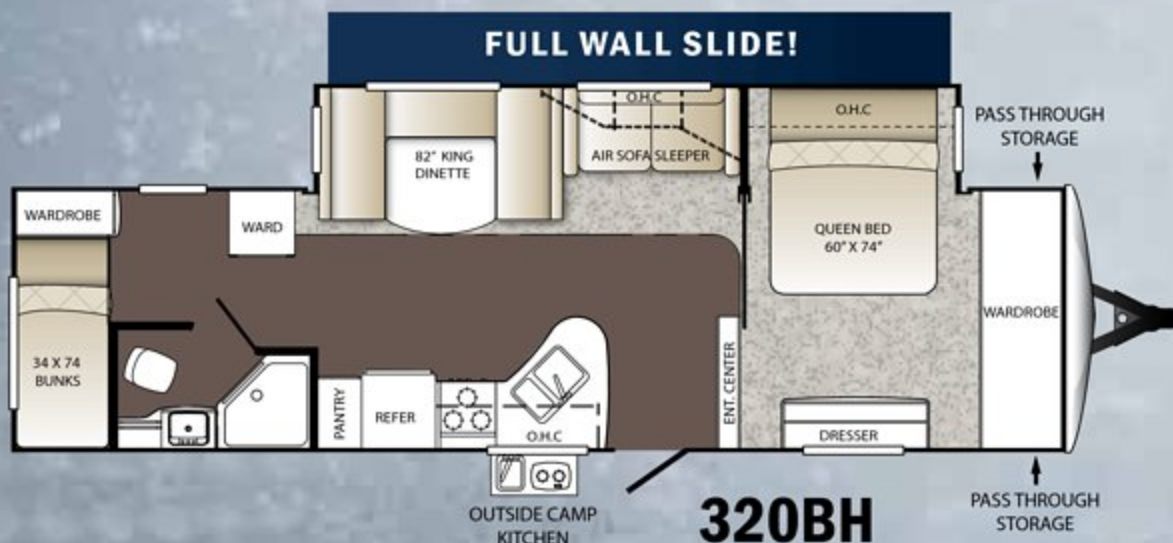 FULL WALL SLIDE!
O.H.C
O.H.C
PASS THROUGH
STORAGE
82" KING
DINETTE
AIR SOFA SLEEPER
WARDROBE
WARD
QUEEN BED
60" X 74"
WARDROBE
34 X 74
BUNKS
PANTRY
REFER
O.H.C
ENT. CENTER
DRESSER
OUTSIDE CAMP
KITCHEN
320BH
PASS THROUGH
STORAGE